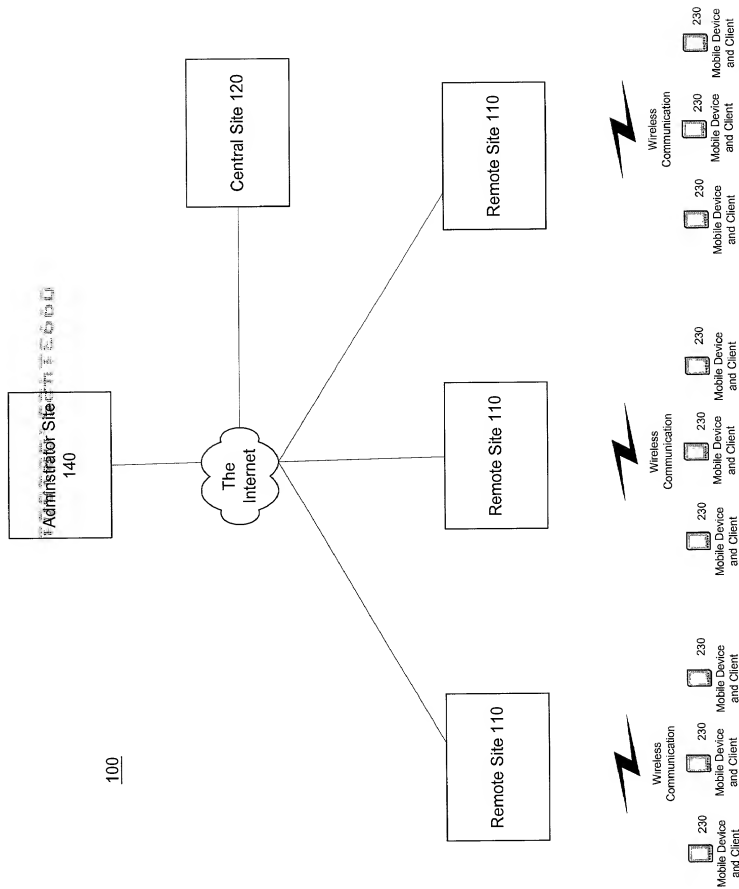 100
Adminstrator Site
140
The
Internet
Central Site 120
Remote Site 110
Remote Site 110
Remote Site 110
Wireless
Communication
Wireless
Communication
Wireless
Communication
230
Mobile Device
and Client
230
Mobile Device
and Client
230
Mobile Device
and Client
230
Mobile Device
and Client
230
Mobile Device
and Client
230
Mobile Device
and Client
230
Mobile Device
and Client
230
Mobile Device
and Client
230
Mobile Device
and Client